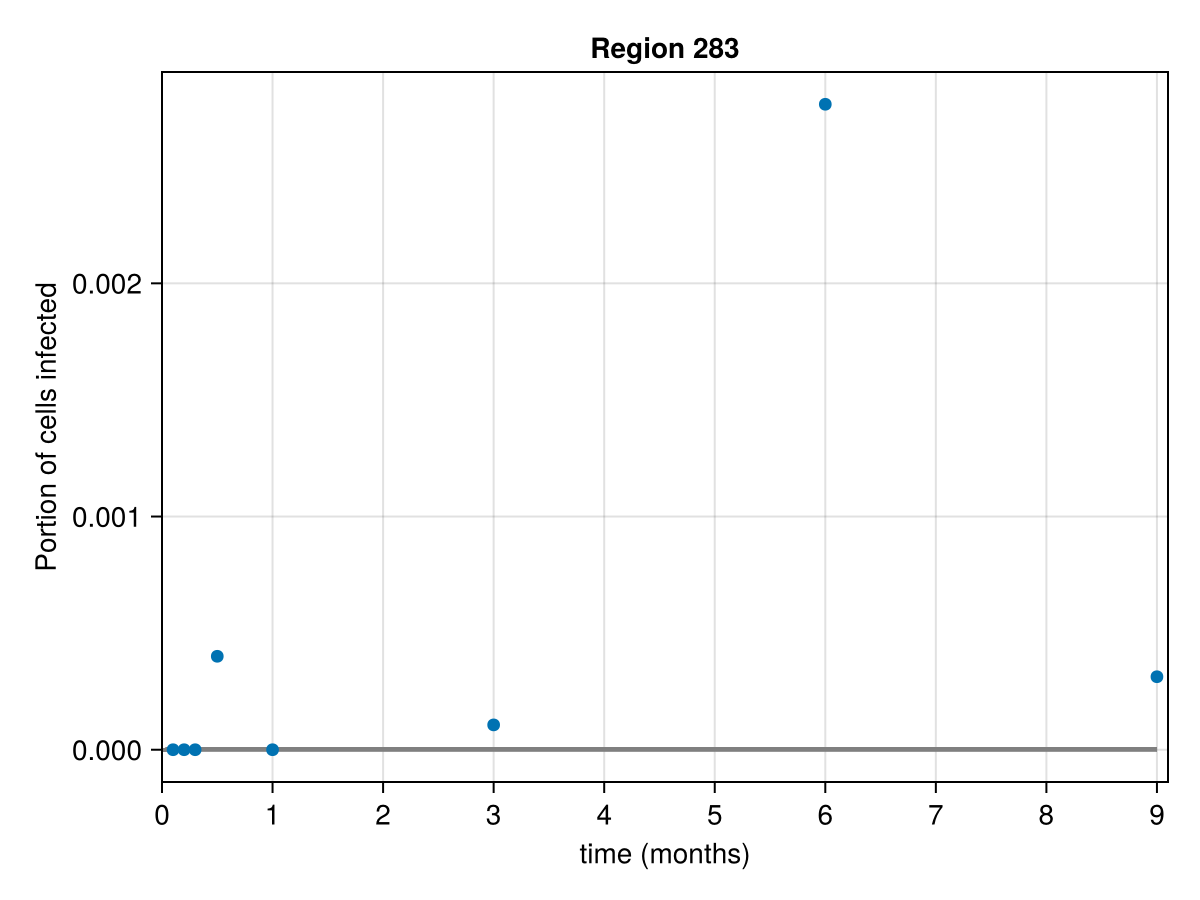 Region 283
Portion of cells infected
0.002
0.001
0.000
0 1 2 3 4 5 6 7 8 9
time (months)